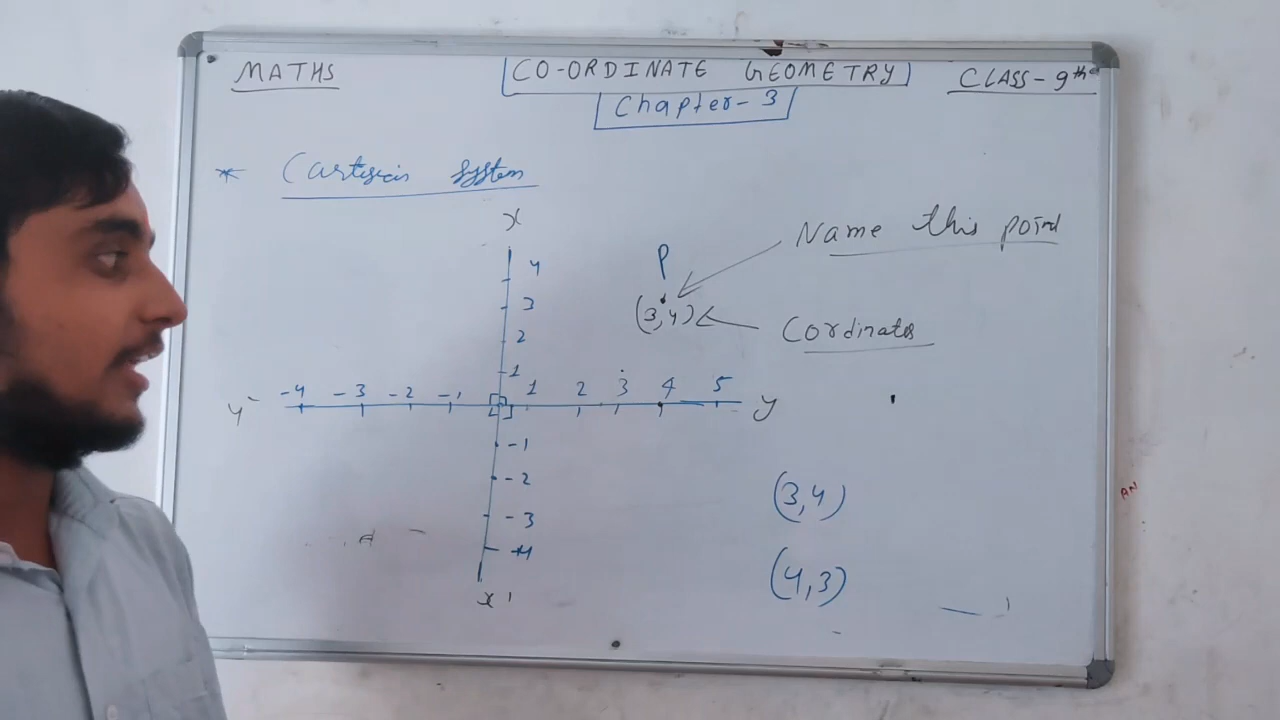 MATHS
CO-ORDINATE GEOMETRY
CLASS-9th
Chapter-3
* Cartesian system
x
Name this point
P
4
3
(3,4)
Cordinates
2
1
-4 -3 -2 -1 1 2 3 4 5
y' y
-1
-2
(3,4)
-3
-4
(4,3)
x'
AN